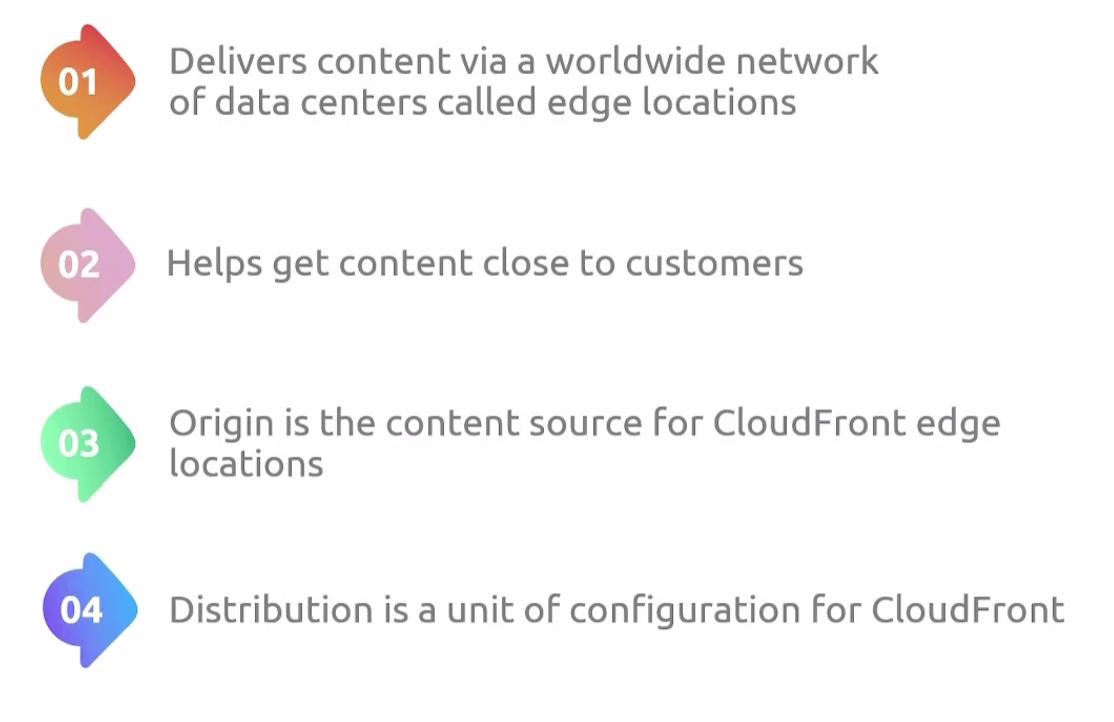 01
Delivers content via a worldwide network
of data centers called edge locations
02
Helps get content close to customers
03
Origin is the content source for CloudFront edge
locations
04
Distribution is a unit of configuration for CloudFront